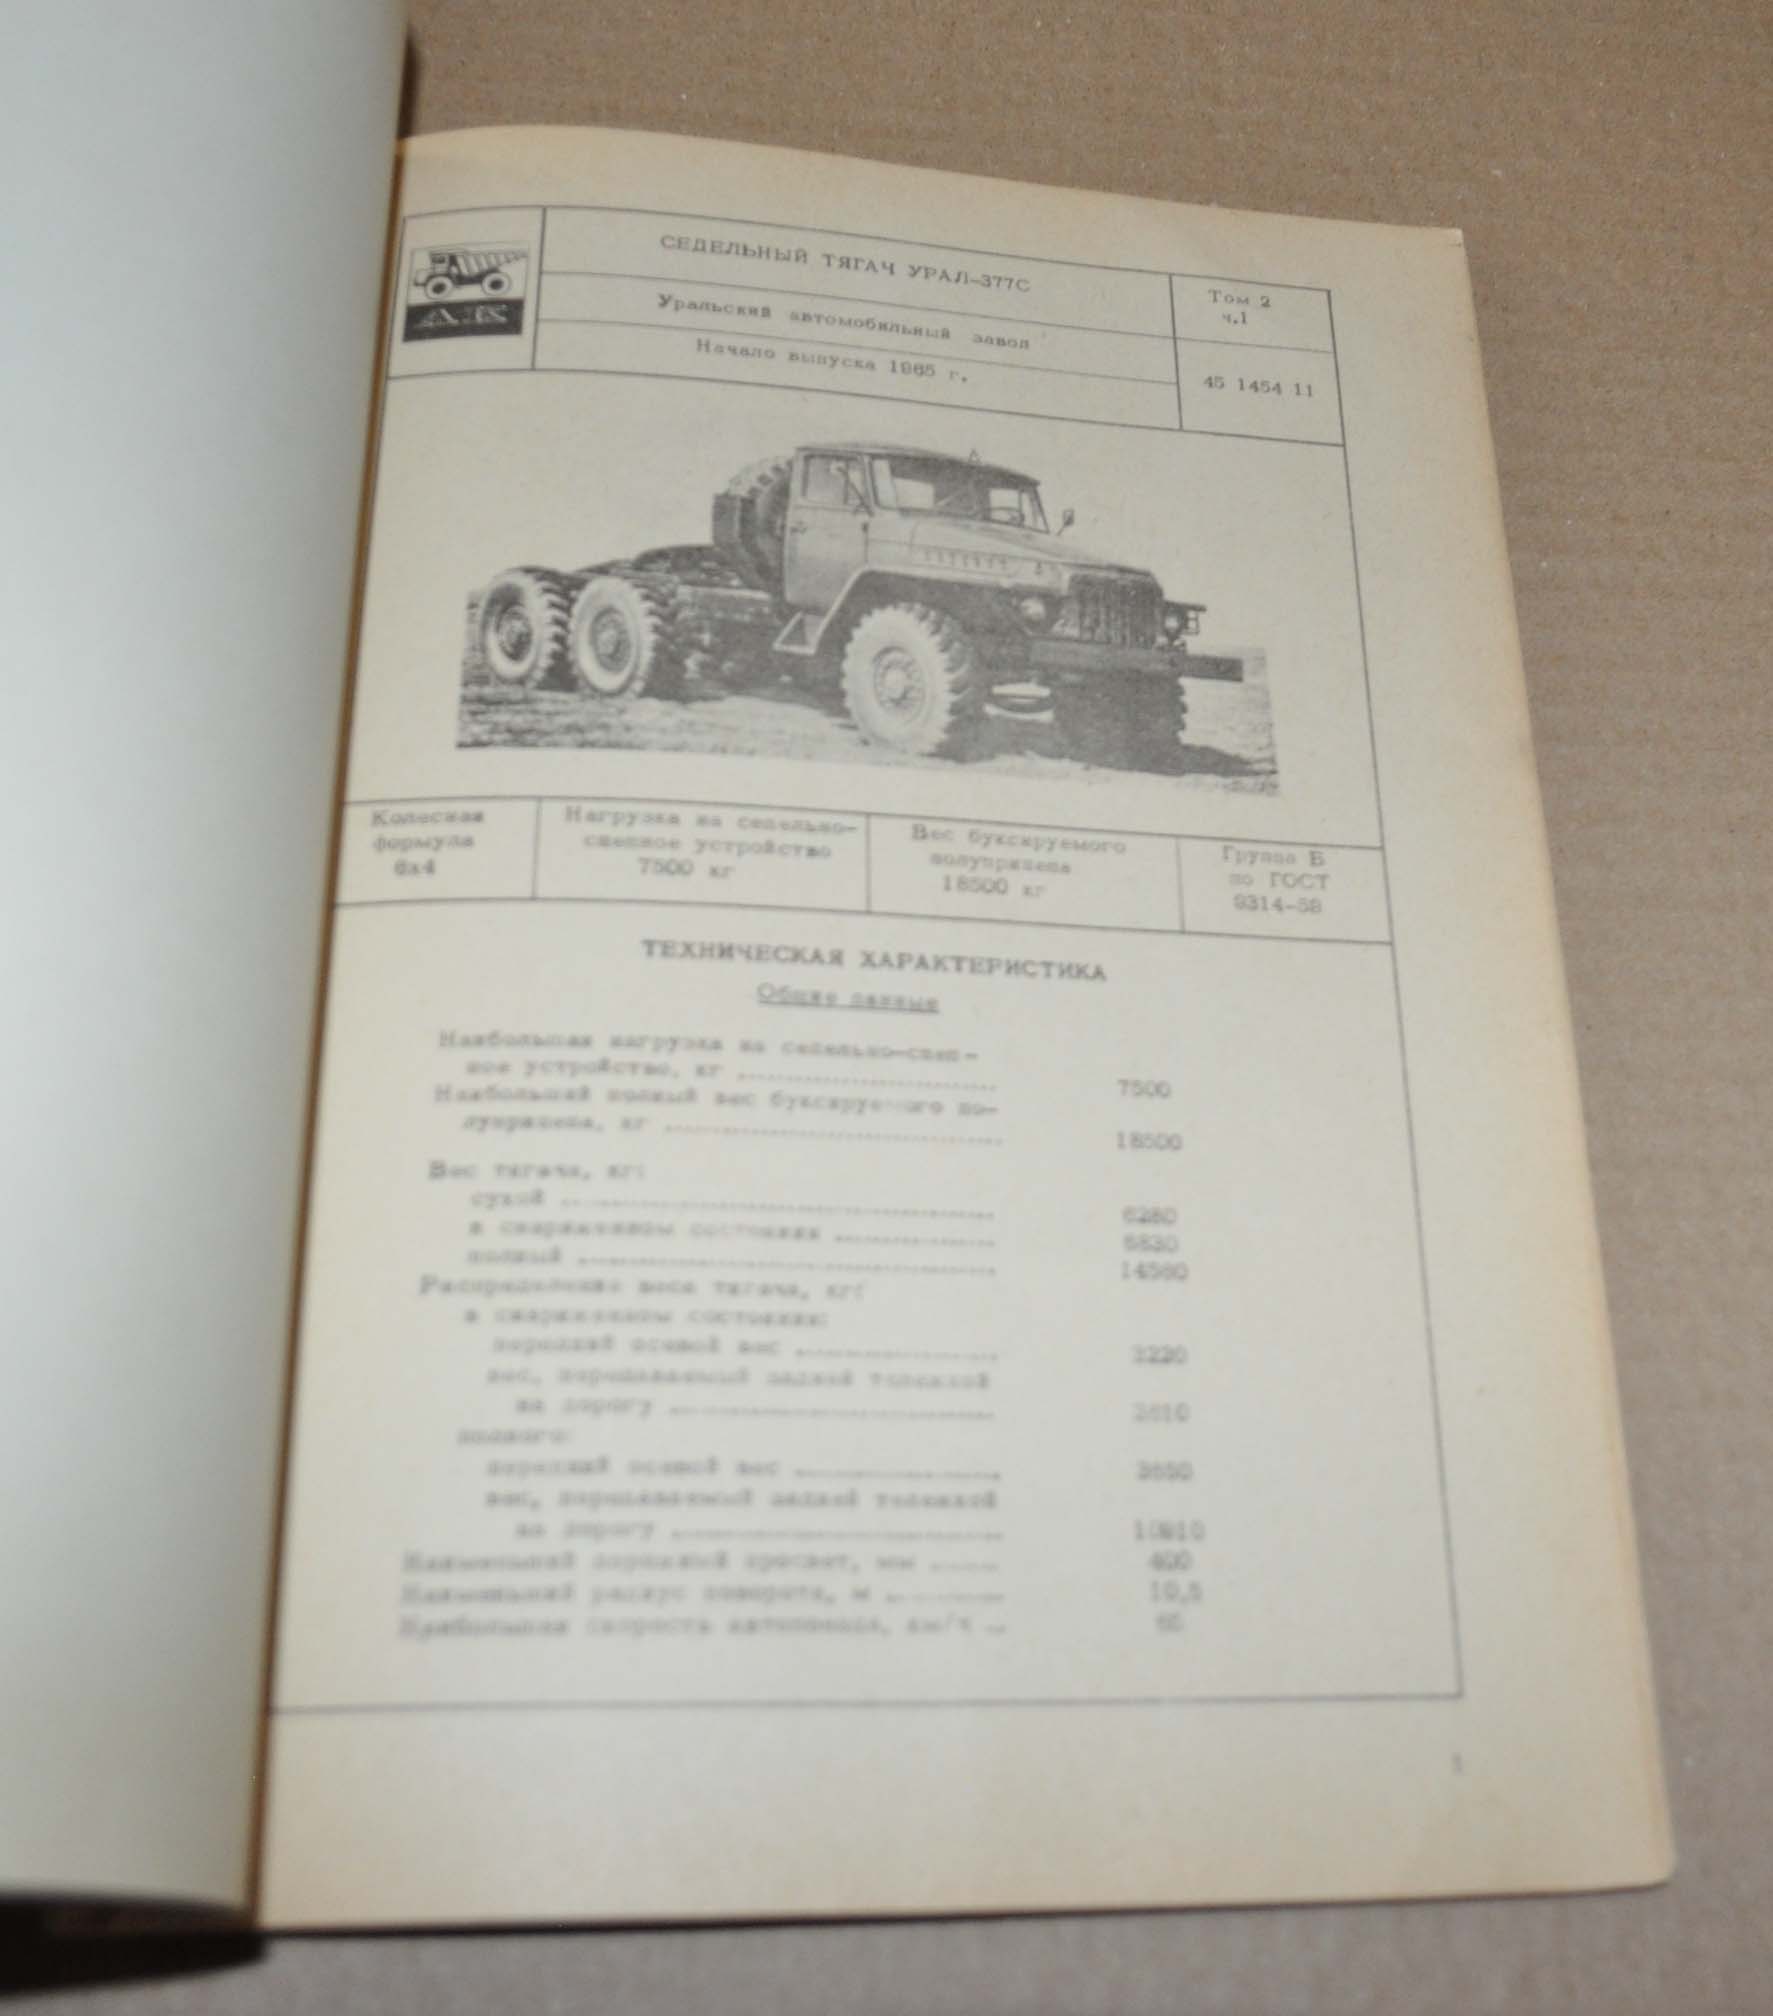 АК
СЕДЕЛЬНЫЙ ТЯГАЧ УРАЛ-377С
Уральский автомобильный завод
Начало выпуска 1965 г.
Том 2
ч.1
45 1454 11
Колесная
формула
6х4
Нагрузка на седельно-
сцепное устройство
7500 кг
Вес буксируемого
полуприцепа
18500 кг
Группа Б
по ГОСТ
9314-59
ТЕХНИЧЕСКАЯ ХАРАКТЕРИСТИКА
Общие данные
Наибольшая нагрузка на седельно-сцеп-
ное устройство, кг 7500
Наибольший полный вес буксируемого по-
луприцепа, кг 18500
Вес тягача, кг:
сухой 6280
в снаряженном состоянии 6830
полный 14560
Распределение веса тягача, кг:
в снаряженном состоянии:
передний осевой вес
вес, передаваемый задней тележкой
на дорогу
полного:
передний осевой вес
вес, передаваемый задней тележкой
на дорогу
Наименьший дорожный просвет, мм 400
Наименьший радиус поворота, м 10,5
Наибольшая скорость автопоезда, км/ч
1